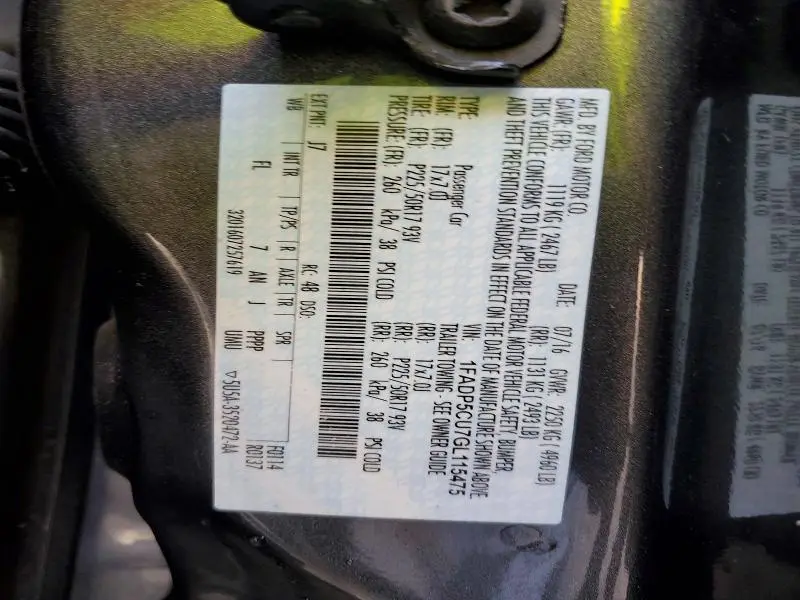 MFD BY FORD MOTOR CO.
DATE: 07/16 GVWR: 2250 KG ( 4960 LB)
GAWR: (FR): 1119 KG ( 2467 LB) (RR): 1131 KG ( 2493 LB)
THIS VEHICLE CONFORMS TO ALL APPLICABLE FEDERAL MOTOR VEHICLE SAFETY, BUMPER,
AND THEFT PREVENTION STANDARDS IN EFFECT ON THE DATE OF MANUFACTURE SHOWN ABOVE
VIN: 1FADP5CU7GL115475
TYPE: Passenger Car TRAILER TOWING - SEE OWNER GUIDE
RIM: (FR): 17x7.0J (RR): 17x7.0J
TIRE: (FR): P225/50R17 93V (RR): P225/50R17 93V
PRESSURE: (FR): 260 kPa/ 38 PSI COLD (RR): 260 kPa/ 38 PSI COLD
EXT PNT: J7 RC: 48 DSO: F0114
WB INT TR TP/PS R AXLE TR SPR R0137
FL 7 AN J PPPP
320160725T619 UNU ▽5U5A-3520472-AA